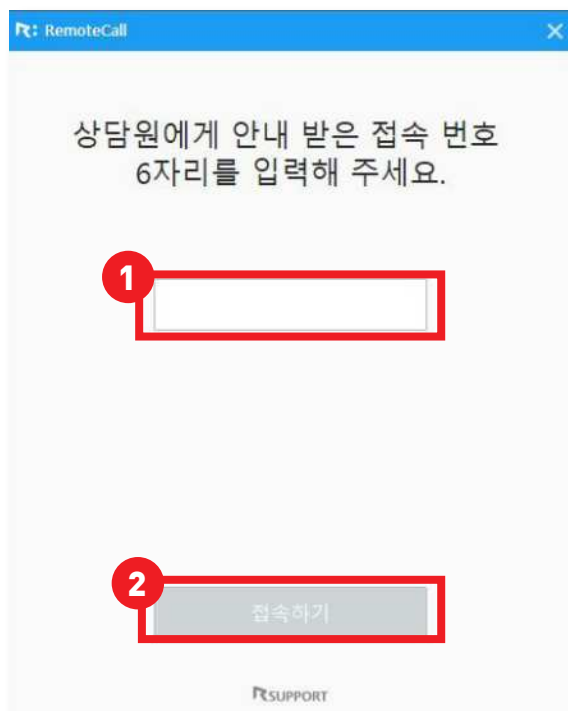 R: RemoteCall
상담원에게 안내 받은 접속 번호
6자리를 입력해 주세요.
1
2
접속하기
RSUPPORT